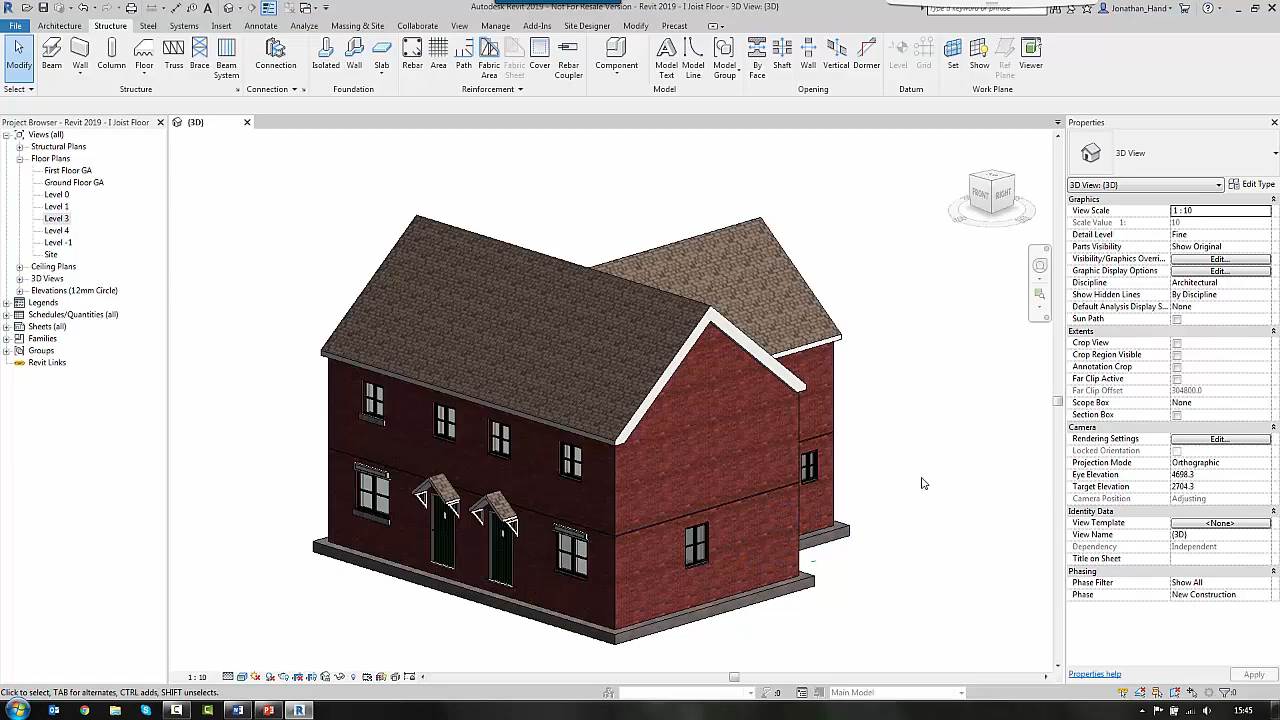 Autodesk Revit 2019 - Not For Resale Version - Revit 2019 - I Joist Floor - 3D View: {3D}
Type a keyword or phrase
Jonathan_Hand
File Architecture Structure Steel Systems Insert Annotate Analyze Massing & Site Collaborate View Manage Add-Ins Site Designer Modify Precast
Modify Beam Wall Column Floor Truss Brace Beam System Connection Isolated Wall Slab Rebar Area Path Fabric Area Fabric Sheet Cover Rebar Coupler Component Model Text Model Line Model Group By Face Shaft Wall Vertical Dormer Level Grid Set Show Ref Plane Viewer
Select Structure Connection Foundation Reinforcement Model Opening Datum Work Plane
Project Browser - Revit 2019 - I Joist Floor
Views (all)
Structural Plans
Floor Plans
First Floor GA
Ground Floor GA
Level 0
Level 1
Level 3
Level 4
Level -1
Site
Ceiling Plans
3D Views
Elevations (12mm Circle)
Legends
Schedules/Quantities (all)
Sheets (all)
Families
Groups
Revit Links
{3D}
FRONT RIGHT
Properties
3D View
3D View: {3D} Edit Type
Graphics
View Scale 1 : 10
Scale Value 1: 10
Detail Level Fine
Parts Visibility Show Original
Visibility/Graphics Overri... Edit...
Graphic Display Options Edit...
Discipline Architectural
Show Hidden Lines By Discipline
Default Analysis Display S... None
Sun Path
Extents
Crop View
Crop Region Visible
Annotation Crop
Far Clip Active
Far Clip Offset 304800.0
Scope Box None
Section Box
Camera
Rendering Settings Edit...
Locked Orientation
Projection Mode Orthographic
Eye Elevation 4698.3
Target Elevation 2704.3
Camera Position Adjusting
Identity Data
View Template <None>
View Name {3D}
Dependency Independent
Title on Sheet
Phasing
Phase Filter Show All
Phase New Construction
Properties help Apply
1 : 10
Click to select, TAB for alternates, CTRL adds, SHIFT unselects.
:0
Main Model
:0
15:45